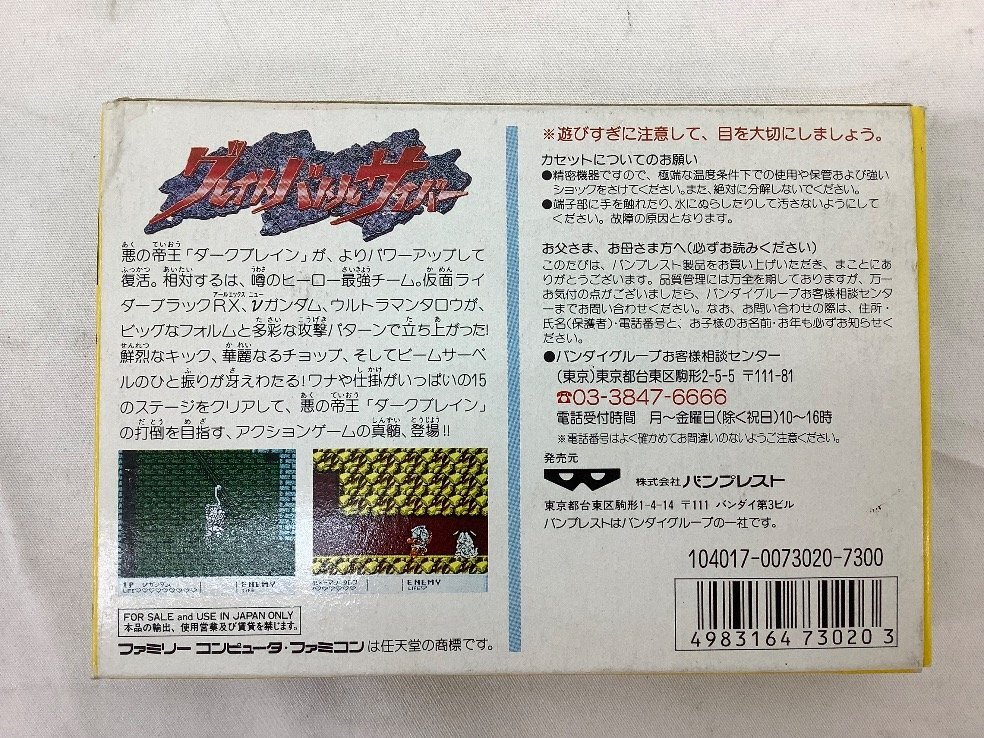 グレイトバトルサイバー
悪の帝王「ダークブレイン」が、よりパワーアップして
復活。相対するは、噂のヒーロー最強チーム。仮面ライ
ダーブラックRX、νガンダム、ウルトラマンタロウが、
ビッグなフォルムと多彩な攻撃パターンで立ち上がった!
鮮烈なキック、華麗なるチョップ、そしてビームサーベ
ルのひと振りが冴えわたる!ワナや仕掛がいっぱいの15
のステージをクリアして、悪の帝王「ダークブレイン」
の打倒を目指す、アクションゲームの真髄、登場!!
1P
ENEMY
LIFE
ENEMY
LIFE
FOR SALE and USE IN JAPAN ONLY
本品の輸出、使用営業及び賃貸を禁じます。
ファミリーコンピュータ・ファミコンは任天堂の商標です。
※遊びすぎに注意して、目を大切にしましょう。
カセットについてのお願い
●精密機器ですので、極端な温度条件下での使用や保管および強い
ショックをさけてください。また、絶対に分解しないでください。
●端子部に手を触れたり、水にぬらしたりして汚さないようにして
ください。故障の原因となります。
お父さま、お母さま方へ(必ずお読みください)
このたびは、バンプレスト製品をお買い上げいただき、まことにあ
りがとうございます。品質管理には万全を期しておりますが、万一
お気付の点がございましたら、バンダイグループお客様相談センタ
ーまでお問い合わせください。なお、お問い合わせの際は、住所・
氏名(保護者)・電話番号と、お子様のお名前・お年も必ずお知らせく
ださい。
●バンダイグループお客様相談センター
(東京)東京都台東区駒形2-5-5 〒111-81
☎03-3847-6666
電話受付時間 月〜金曜日(除く祝日)10〜16時
※電話番号はよく確かめてお間違いのないようご注意ください。
発売元
株式会社 バンプレスト
東京都台東区駒形1-4-14 〒111 バンダイ第3ビル
バンプレストはバンダイグループの一社です。
104017-0073020-7300
4983164 73020 3